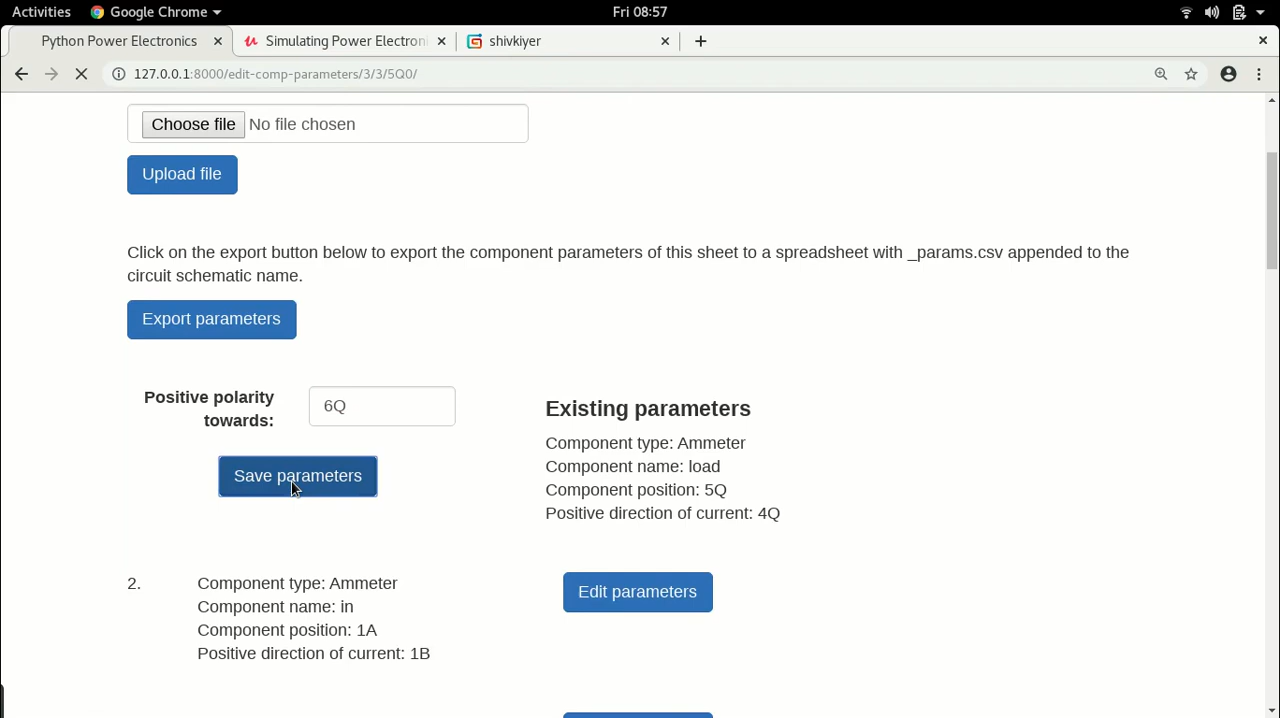 Activities
Google Chrome
Fri 08:57
Python Power Electronics
Simulating Power Electroni
shivkiyer
127.0.0.1:8000/edit-comp-parameters/3/3/5Q0/
Choose file No file chosen
Upload file
Click on the export button below to export the component parameters of this sheet to a spreadsheet with _params.csv appended to the
circuit schematic name.
Export parameters
Positive polarity
towards:
6Q
Save parameters
Existing parameters
Component type: Ammeter
Component name: load
Component position: 5Q
Positive direction of current: 4Q
2.
Component type: Ammeter
Component name: in
Component position: 1A
Positive direction of current: 1B
Edit parameters